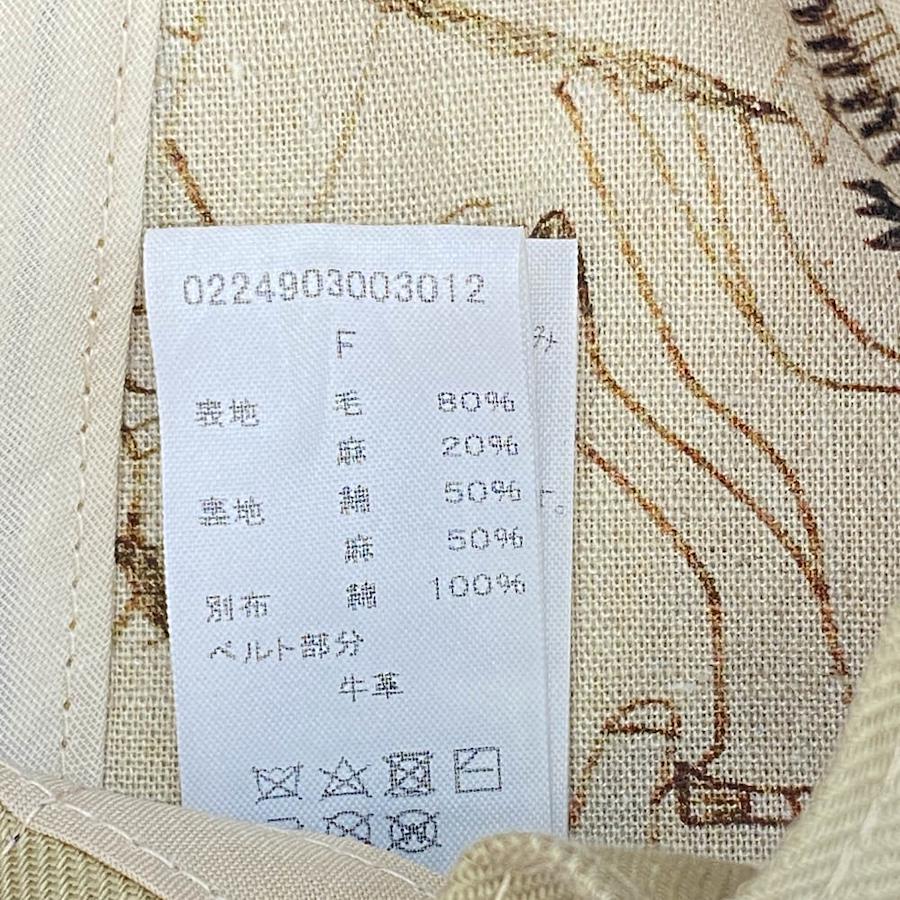 0224903003012
F
表地 毛 80%
麻 20%
裏地 綿 50%
麻 50%
別布 綿 100%
ベルト部分
牛革